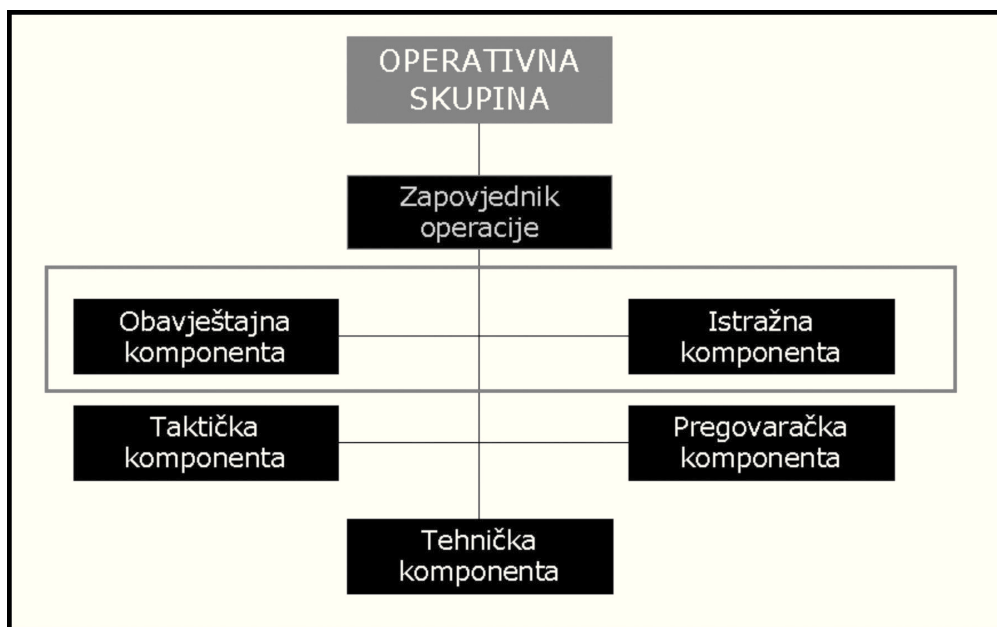 OPERATIVNA
SKUPINA
Zapovjednik
operacije
Obavještajna
komponenta
Istražna
komponenta
Taktička
komponenta
Pregovaračka
komponenta
Tehnička
komponenta